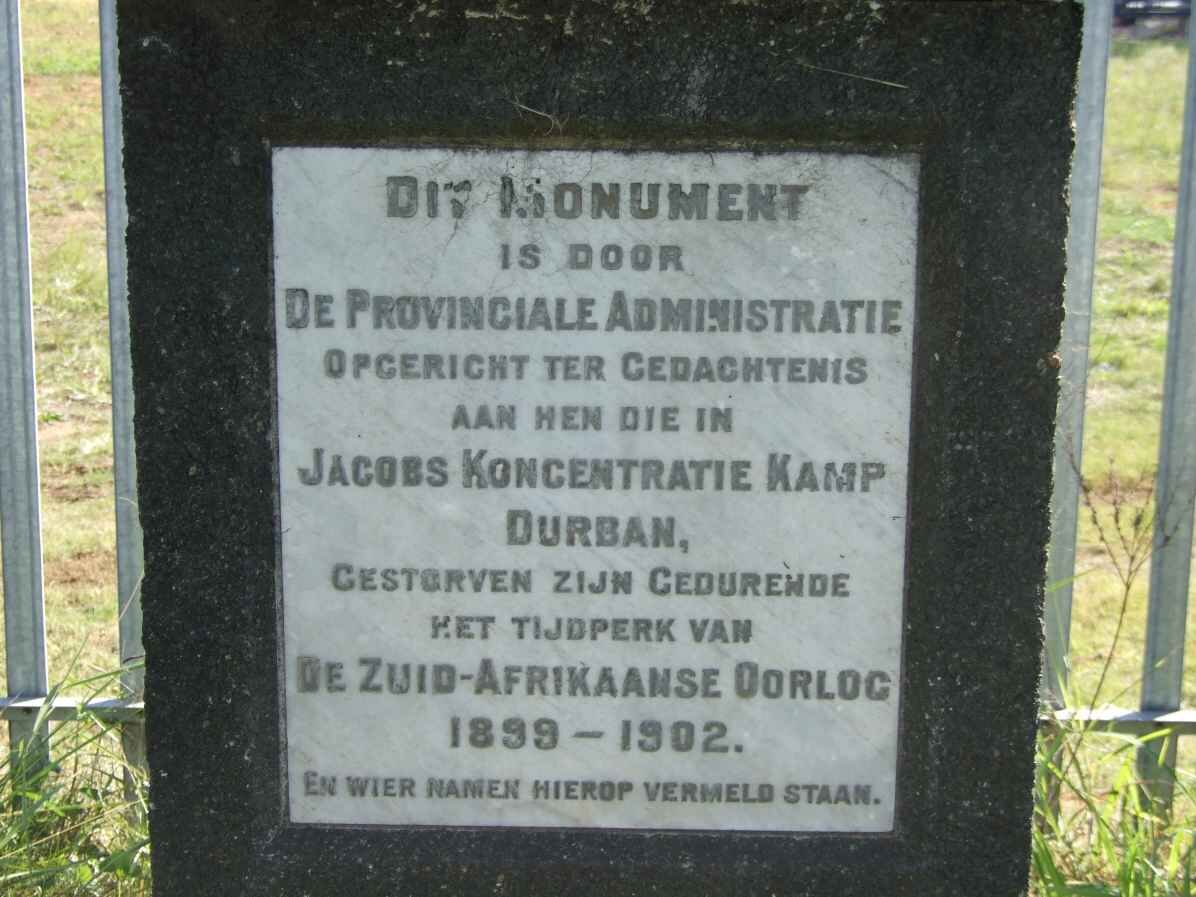 DIT MONUMENT
IS DOOR
DE PROVINCIALE ADMINISTRATIE
OPGERICHT TER GEDACHTENIS
AAN HEN DIE IN
JACOBS KONCENTRATIE KAMP
DURBAN,
GESTORVEN ZIJN GEDURENDE
HET TIJDPERK VAN
DE ZUID-AFRIKAANSE OORLOG
1899 – 1902.
EN WIER NAMEN HIEROP VERMELD STAAN.